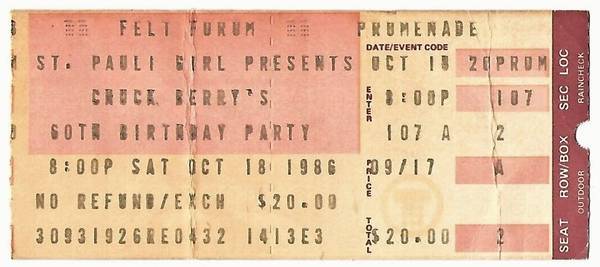 FELT FORUM PROMENADE
DATE/EVENT CODE
ST. PAULI GIRL PRESENTS OCT 18 20PROM
CHUCK BERRY'S ENTER 8:00P 107
60TH BIRTHDAY PARTY 107 A 2
8:00P SAT OCT 18 1986 PRICE 09/17 A
NO REFUND/EXCH $20.00
30931926RE0432 1413E3 TOTAL $20.00 2
SEAT ROW/BOX SEC LOC
OUTDOOR RAINCHECK